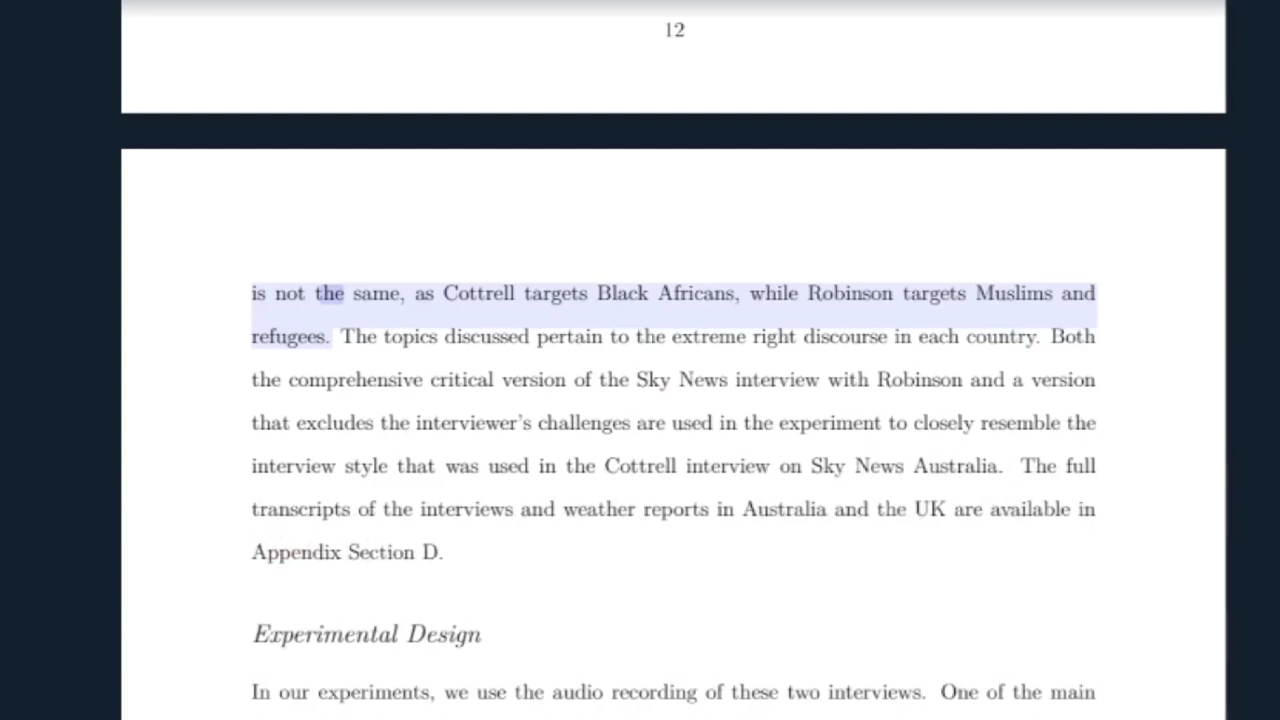 12
is not the same, as Cottrell targets Black Africans, while Robinson targets Muslims and
refugees. The topics discussed pertain to the extreme right discourse in each country. Both
the comprehensive critical version of the Sky News interview with Robinson and a version
that excludes the interviewer's challenges are used in the experiment to closely resemble the
interview style that was used in the Cottrell interview on Sky News Australia. The full
transcripts of the interviews and weather reports in Australia and the UK are available in
Appendix Section D.
Experimental Design
In our experiments, we use the audio recording of these two interviews. One of the main